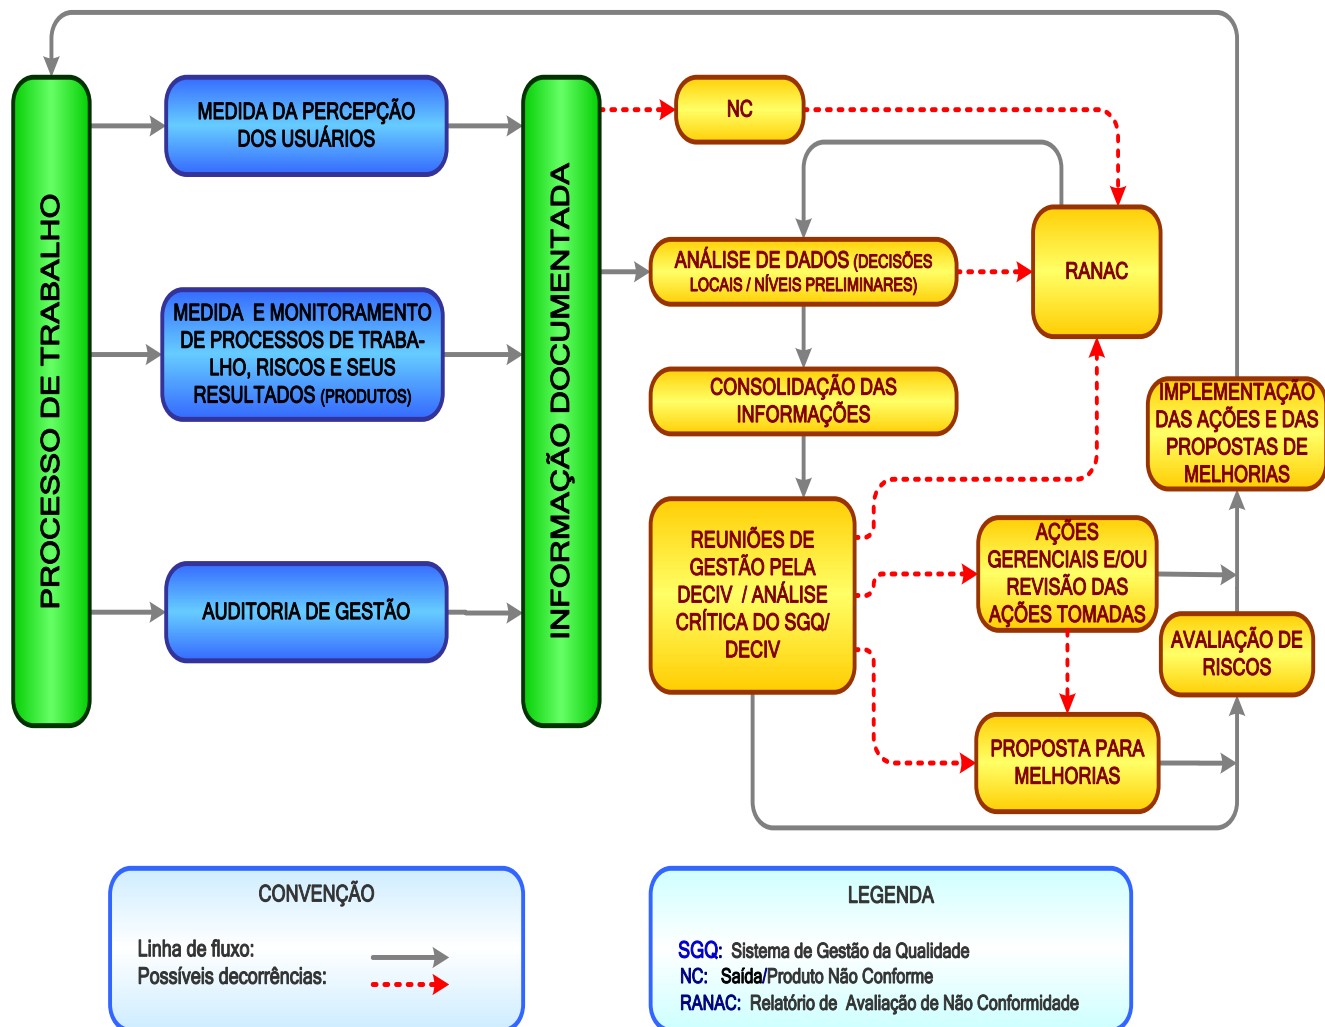 PROCESSO DE TRABALHO
MEDIDA DA PERCEPÇÃO
DOS USUÁRIOS
MEDIDA E MONITORAMENTO
DE PROCESSOS DE TRABA-
LHO, RISCOS E SEUS
RESULTADOS (PRODUTOS)
AUDITORIA DE GESTÃO
INFORMAÇÃO DOCUMENTADA
NC
ANÁLISE DE DADOS (DECISÕES
LOCAIS / NÍVEIS PRELIMINARES)
RANAC
CONSOLIDAÇÃO DAS
INFORMAÇÕES
REUNIÕES DE
GESTÃO PELA
DECIV / ANÁLISE
CRÍTICA DO SGQ/
DECIV
AÇÕES
GERENCIAIS E/OU
REVISÃO DAS
AÇÕES TOMADAS
PROPOSTA PARA
MELHORIAS
IMPLEMENTAÇÃO
DAS AÇÕES E DAS
PROPOSTAS DE
MELHORIAS
AVALIAÇÃO DE
RISCOS
CONVENÇÃO
Linha de fluxo:
Possíveis decorrências:
LEGENDA
SGQ: Sistema de Gestão da Qualidade
NC: Saída/Produto Não Conforme
RANAC: Relatório de Avaliação de Não Conformidade